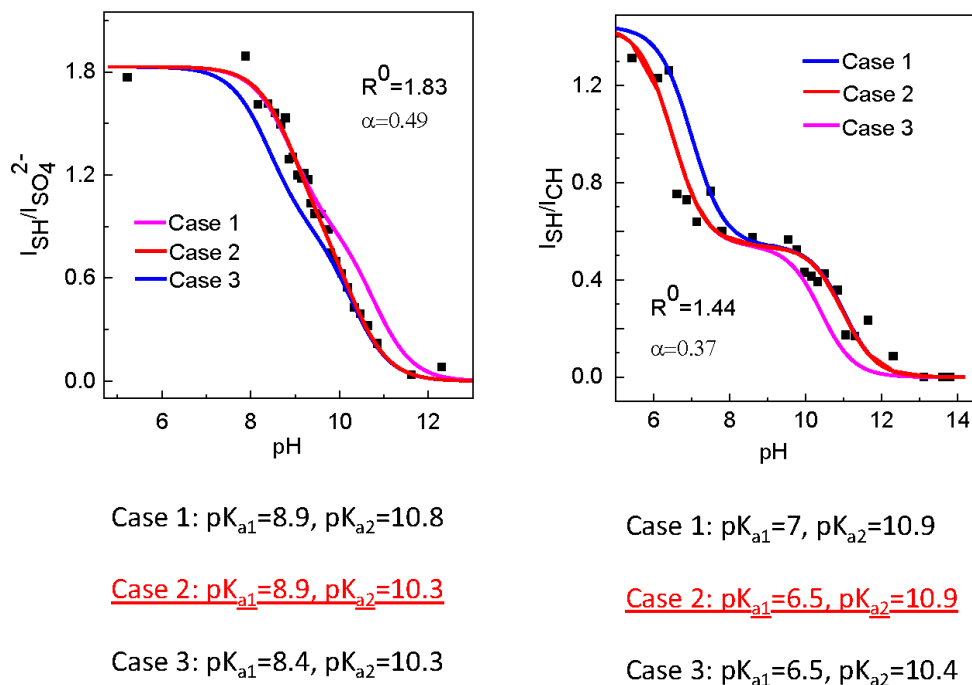 I_SH/I_SO₄²⁻
1.8
1.2
0.6
0.0
R⁰=1.83
α=0.49
Case 1
Case 2
Case 3
6
8
10
12
pH
I_SH/I_CH
1.2
0.8
0.4
0.0
Case 1
Case 2
Case 3
R⁰=1.44
α=0.37
6
8
10
12
14
pH
Case 1: pKₐ₁=8.9, pKₐ₂=10.8
Case 2: pKₐ₁=8.9, pKₐ₂=10.3
Case 3: pKₐ₁=8.4, pKₐ₂=10.3
Case 1: pKₐ₁=7, pKₐ₂=10.9
Case 2: pKₐ₁=6.5, pKₐ₂=10.9
Case 3: pKₐ₁=6.5, pKₐ₂=10.4